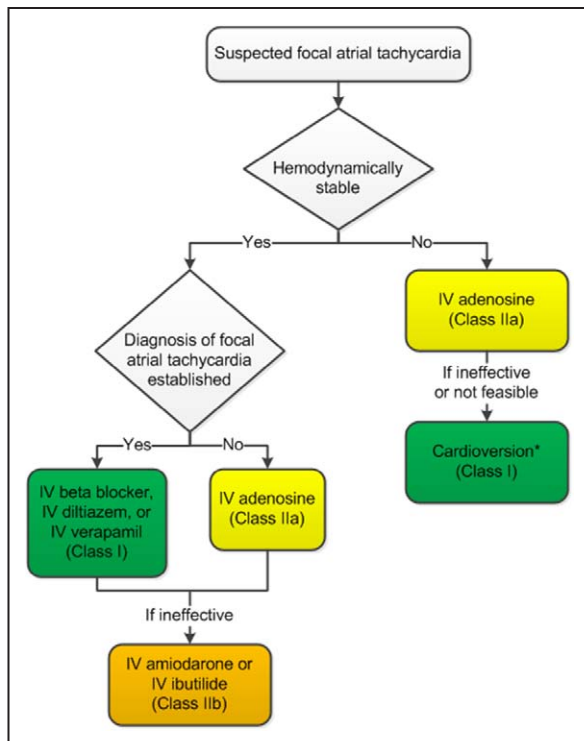 Suspected focal atrial tachycardia
Hemodynamically
stable
Yes
No
IV adenosine
(Class IIa)
Diagnosis of focal
atrial tachycardia
established
If ineffective
or not feasible
Cardioversion*
(Class I)
Yes
No
IV beta blocker,
IV diltiazem, or
IV verapamil
(Class I)
IV adenosine
(Class IIa)
If ineffective
IV amiodarone or
IV ibutilide
(Class IIb)